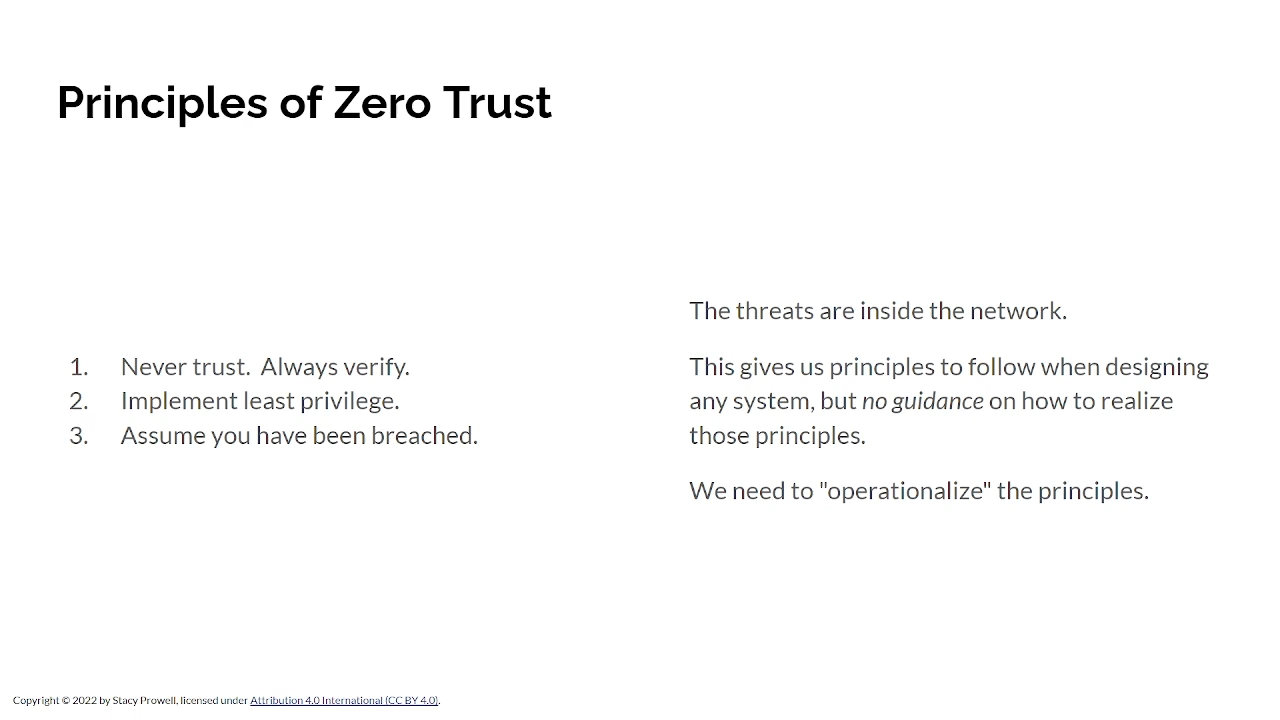 Principles of Zero Trust
1. Never trust.  Always verify.
2. Implement least privilege.
3. Assume you have been breached.
The threats are inside the network.
This gives us principles to follow when designing
any system, but no guidance on how to realize
those principles.
We need to "operationalize" the principles.
Copyright © 2022 by Stacy Prowell, licensed under Attribution 4.0 International (CC BY 4.0).